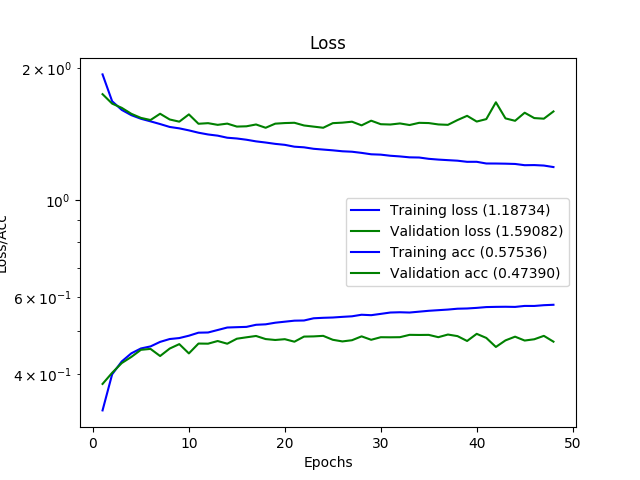 Loss
2 × 10⁰
10⁰
6 × 10⁻¹
4 × 10⁻¹
Loss/Acc
Training loss (1.18734)
Validation loss (1.59082)
Training acc (0.57536)
Validation acc (0.47390)
0 10 20 30 40 50
Epochs